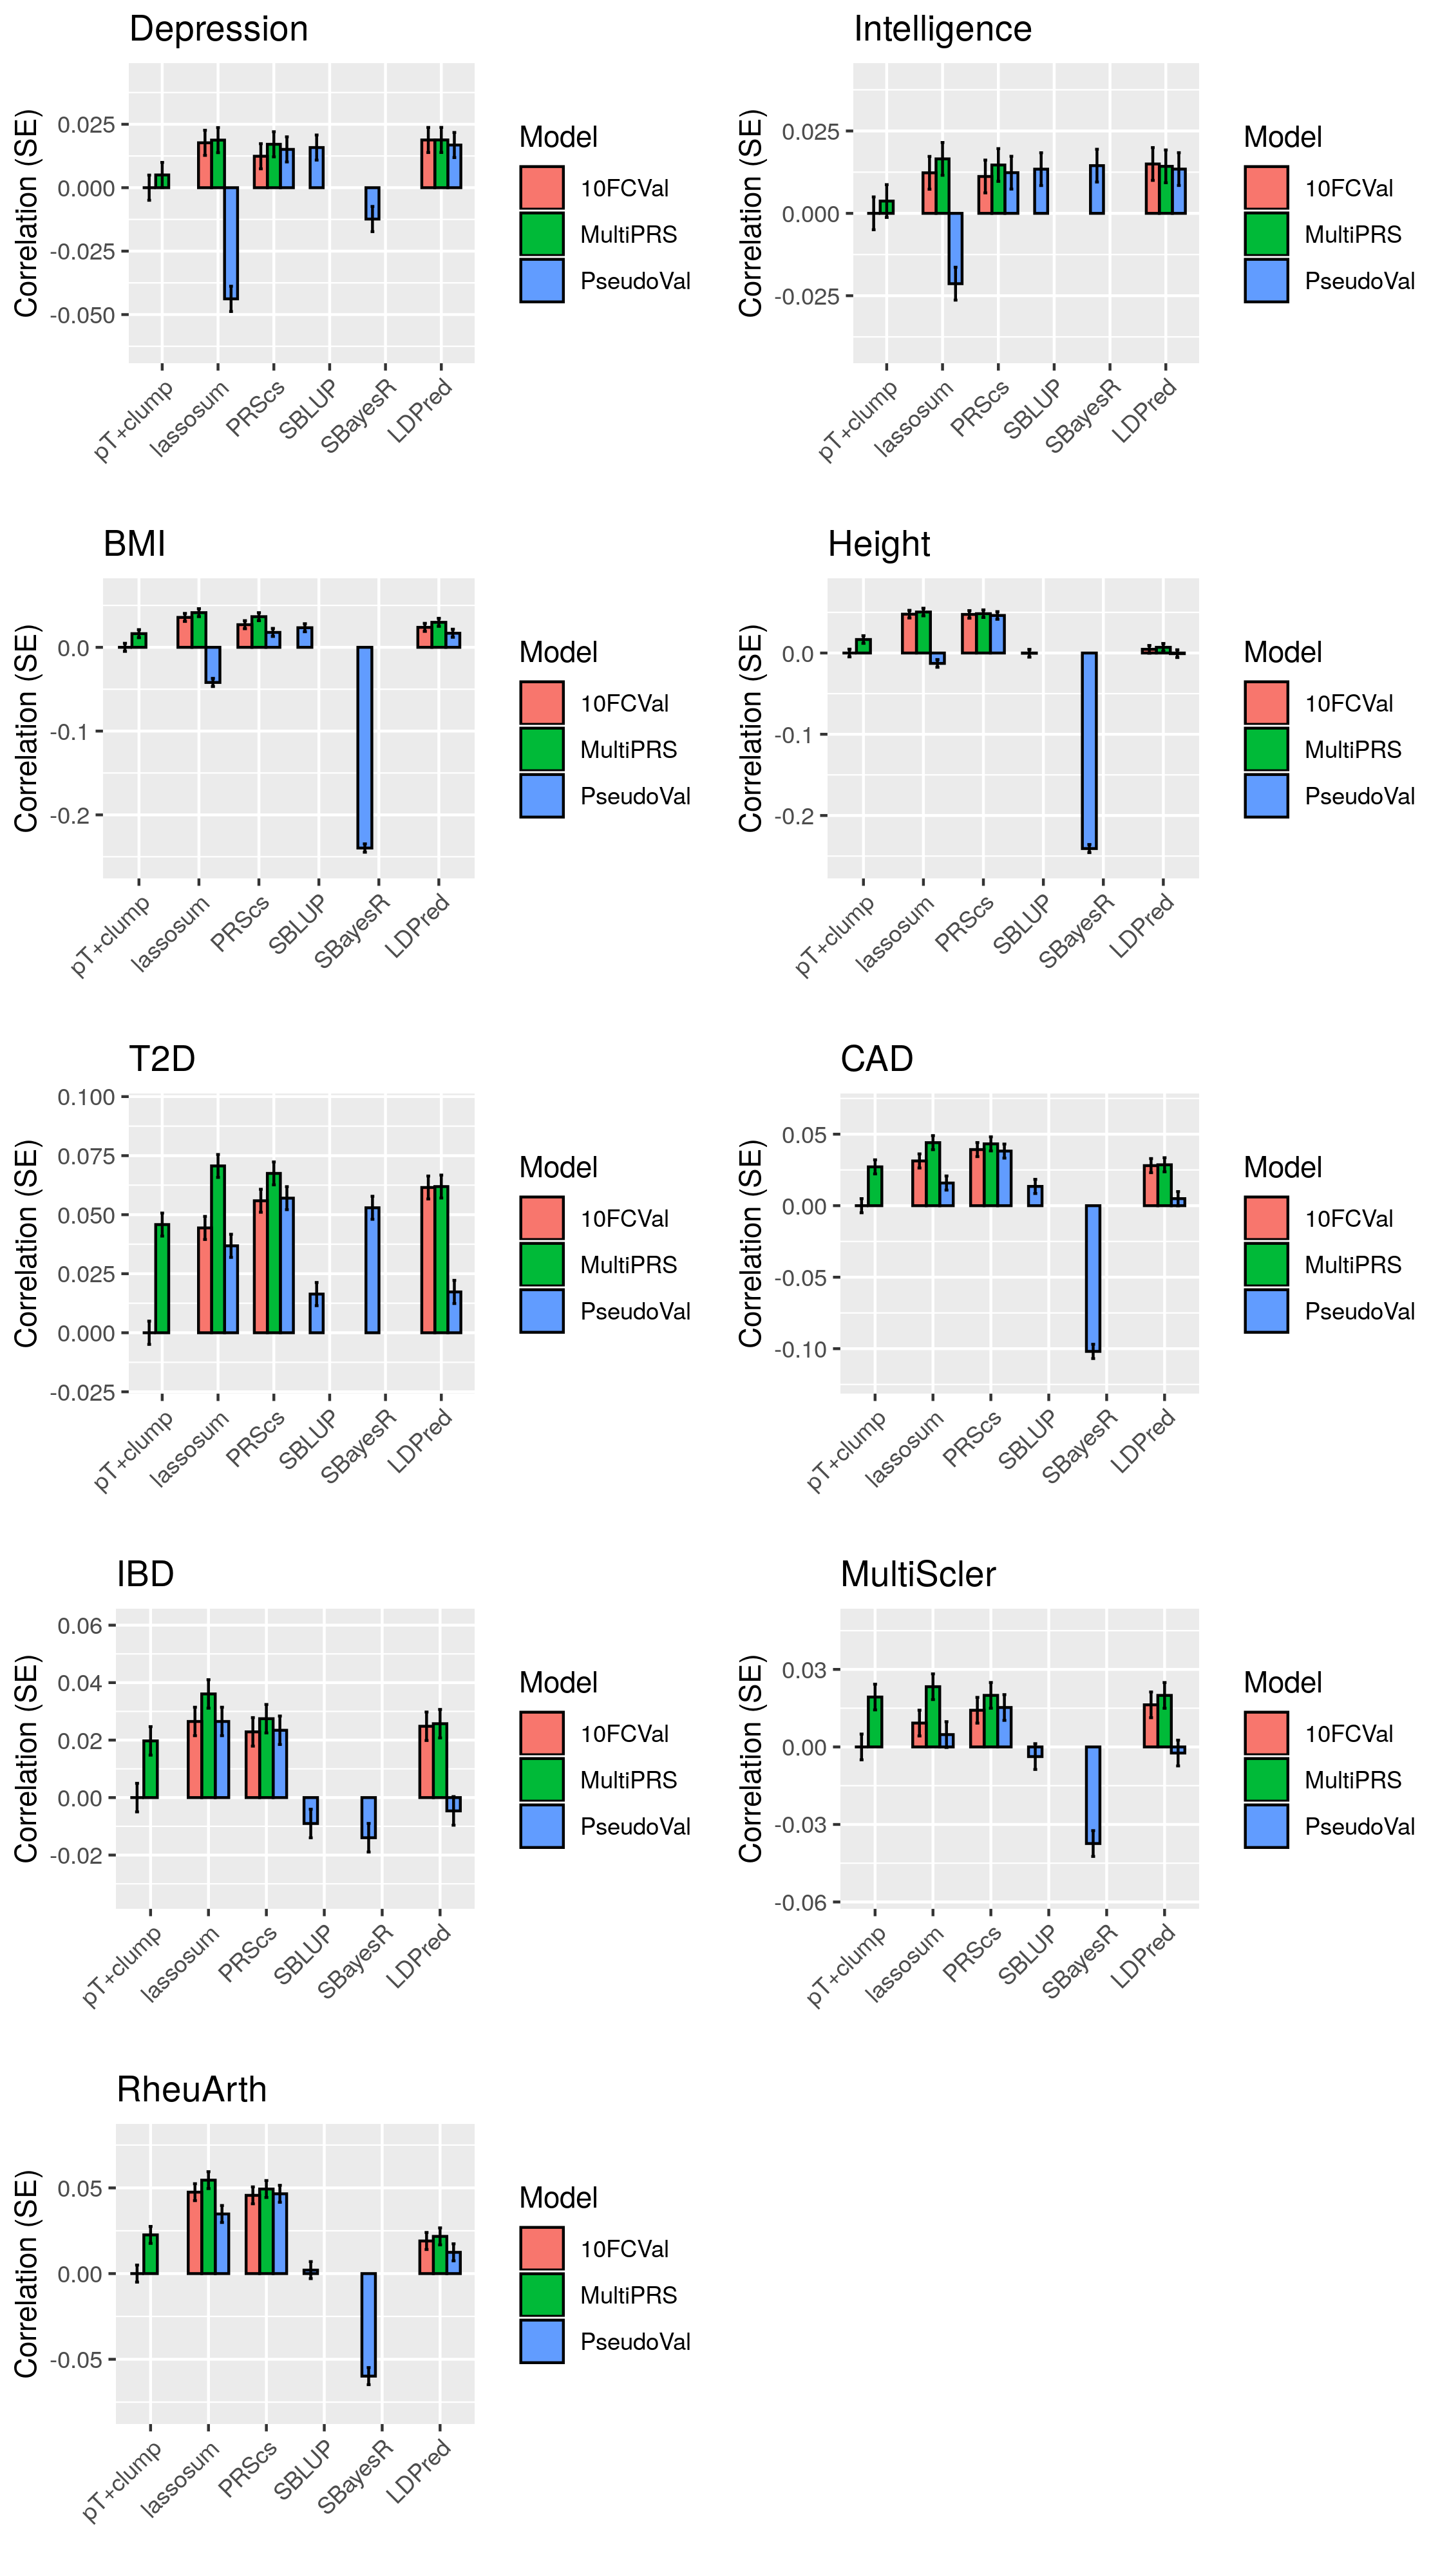 Depression
Correlation (SE)
0.025
0.000
-0.025
-0.050
pT+clump
lassosum
PRScs
SBLUP
SBayesR
LDPred
Model
10FCVal
MultiPRS
PseudoVal
Intelligence
Correlation (SE)
0.025
0.000
-0.025
pT+clump
lassosum
PRScs
SBLUP
SBayesR
LDPred
Model
10FCVal
MultiPRS
PseudoVal
BMI
Correlation (SE)
0.0
-0.1
-0.2
pT+clump
lassosum
PRScs
SBLUP
SBayesR
LDPred
Model
10FCVal
MultiPRS
PseudoVal
Height
Correlation (SE)
0.0
-0.1
-0.2
pT+clump
lassosum
PRScs
SBLUP
SBayesR
LDPred
Model
10FCVal
MultiPRS
PseudoVal
T2D
Correlation (SE)
0.100
0.075
0.050
0.025
0.000
-0.025
pT+clump
lassosum
PRScs
SBLUP
SBayesR
LDPred
Model
10FCVal
MultiPRS
PseudoVal
CAD
Correlation (SE)
0.05
0.00
-0.05
-0.10
pT+clump
lassosum
PRScs
SBLUP
SBayesR
LDPred
Model
10FCVal
MultiPRS
PseudoVal
IBD
Correlation (SE)
0.06
0.04
0.02
0.00
-0.02
pT+clump
lassosum
PRScs
SBLUP
SBayesR
LDPred
Model
10FCVal
MultiPRS
PseudoVal
MultiScler
Correlation (SE)
0.03
0.00
-0.03
-0.06
pT+clump
lassosum
PRScs
SBLUP
SBayesR
LDPred
Model
10FCVal
MultiPRS
PseudoVal
RheuArth
Correlation (SE)
0.05
0.00
-0.05
pT+clump
lassosum
PRScs
SBLUP
SBayesR
LDPred
Model
10FCVal
MultiPRS
PseudoVal